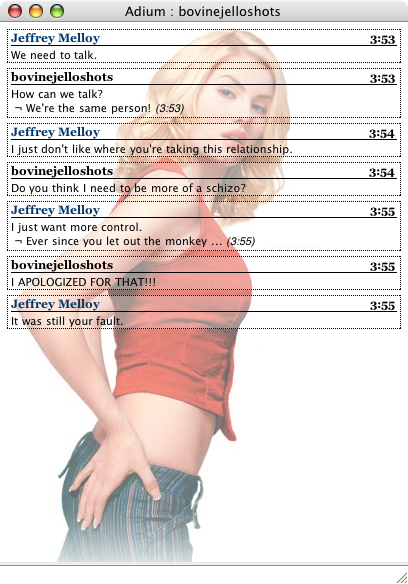 Adium : bovinejelloshots
Jeffrey Melloy 3:53
We need to talk.
bovinejelloshots 3:53
How can we talk?
¬ We're the same person! (3:53)
Jeffrey Melloy 3:54
I just don't like where you're taking this relationship.
bovinejelloshots 3:54
Do you think I need to be more of a schizo?
Jeffrey Melloy 3:55
I just want more control.
¬ Ever since you let out the monkey ... (3:55)
bovinejelloshots 3:55
I APOLOGIZED FOR THAT!!!
Jeffrey Melloy 3:55
It was still your fault.